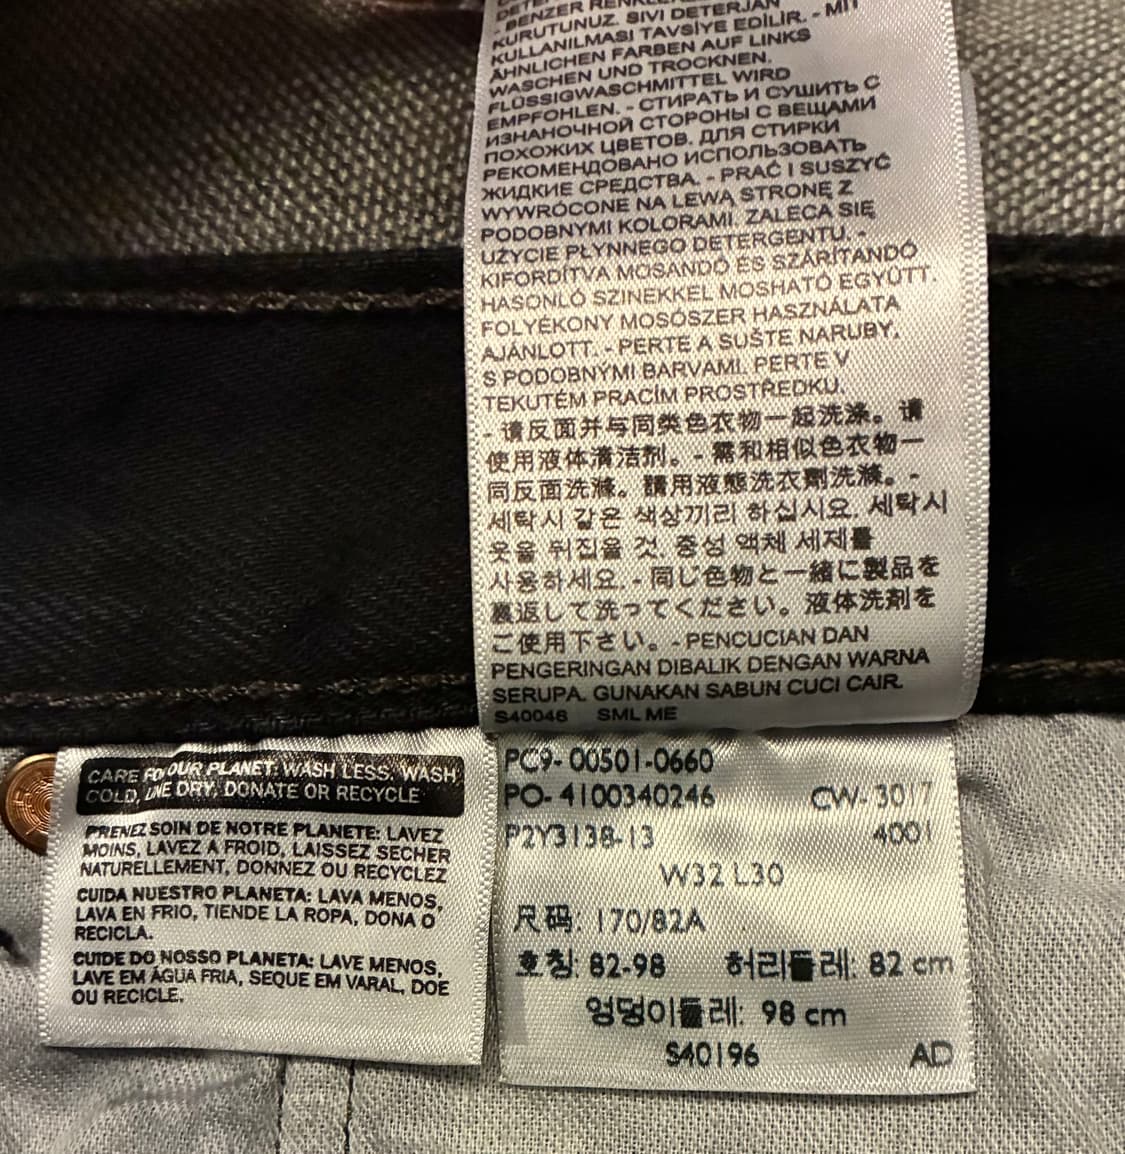 - BENZER
KURUTUNUZ. SIVI DETERJAN
KULLANILMASI TAVSİYE EDİLİR. - MIT
ÄHNLICHEN FARBEN AUF LINKS
WASCHEN UND TROCKNEN.
FLÜSSIGWASCHMITTEL WIRD
EMPFOHLEN. - СТИРАТЬ И СУШИТЬ С
ИЗНАНОЧНОЙ СТОРОНЫ С ВЕЩАМИ
ПОХОЖИХ ЦВЕТОВ. ДЛЯ СТИРКИ
РЕКОМЕНДОВАНО ИСПОЛЬЗОВАТЬ
ЖИДКИЕ СРЕДСТВА. - PRAĆ I SUSZYĆ
WYWRÓCONE NA LEWĄ STRONĘ Z
PODOBNYMI KOLORAMI. ZALECA SIĘ
UŻYCIE PŁYNNEGO DETERGENTU. -
KIFORDÍTVA MOSANDÓ ÉS SZÁRÍTANDÓ
HASONLÓ SZINEKKEL MOSHATÓ EGYÜTT.
FOLYÉKONY MOSÓSZER HASZNÁLATA
AJÁNLOTT. - PERTE A SUŠTE NARUBY,
S PODOBNÝMI BARVAMI. PERTE V
TEKUTÉM PRACÍM PROSTŘEDKU.
- 请反面并与同类色衣物一起洗涤。请
使用液体清洁剂。- 需和相似色衣物一
同反面洗滌。請用液態洗衣劑洗滌。-
세탁시 같은 색상끼리 하십시요. 세탁시
옷을 뒤집을 것. 중성 액체 세제를
사용하세요. - 同じ色物と一緒に製品を
裏返して洗ってください。液体洗剤を
ご使用下さい。- PENCUCIAN DAN
PENGERINGAN DIBALIK DENGAN WARNA
SERUPA. GUNAKAN SABUN CUCI CAIR.
S40046 SML ME
CARE FOR OUR PLANET: WASH LESS, WASH
COLD, LINE DRY, DONATE OR RECYCLE
PRENEZ SOIN DE NOTRE PLANETE: LAVEZ
MOINS, LAVEZ A FROID, LAISSEZ SECHER
NATURELLEMENT, DONNEZ OU RECYCLEZ
CUIDA NUESTRO PLANETA: LAVA MENOS,
LAVA EN FRIO, TIENDE LA ROPA, DONA O
RECICLA.
CUIDE DO NOSSO PLANETA: LAVE MENOS,
LAVE EM ÁGUA FRIA, SEQUE EM VARAL, DOE
OU RECICLE.
PC9- 00501-0660
PO- 4100340246 CW- 3017
P2Y3138-13 4001
W32 L30
尺码: 170/82A
호칭: 82-98 허리둘레: 82 cm
엉덩이둘레: 98 cm
S40196 AD